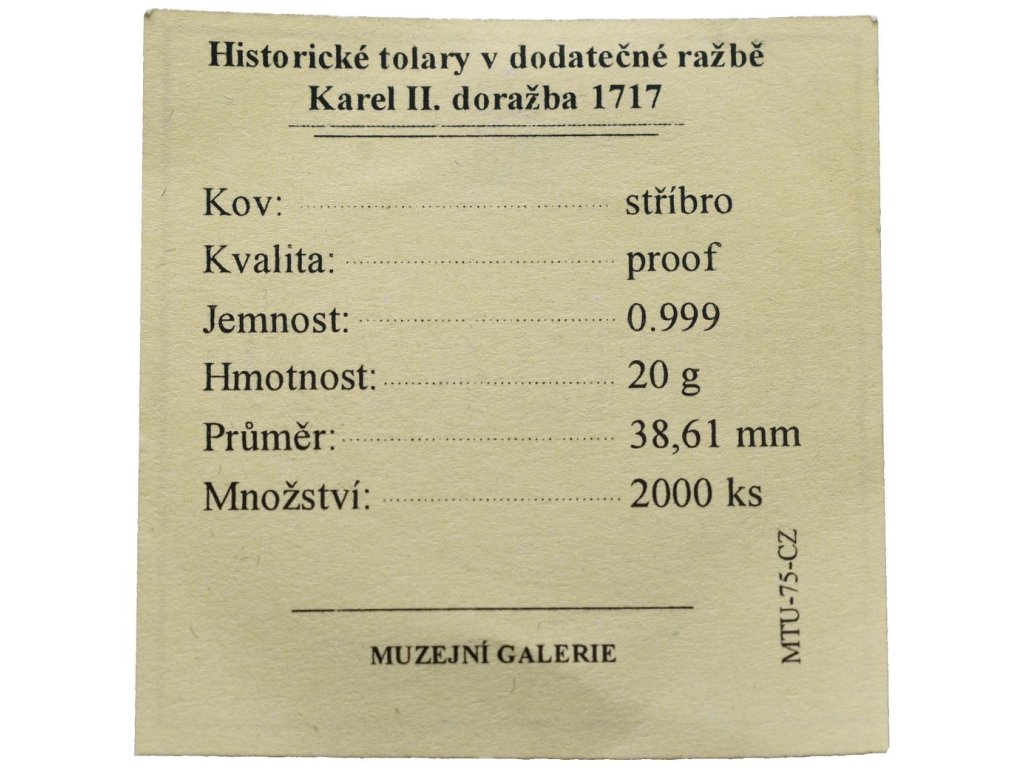 Historické tolary v dodatečné ražbě
Karel II. doražba 1717
Kov: stříbro
Kvalita: proof
Jemnost: 0.999
Hmotnost: 20 g
Průměr: 38,61 mm
Množství: 2000 ks
MTU-75-CZ
MUZEJNÍ GALERIE